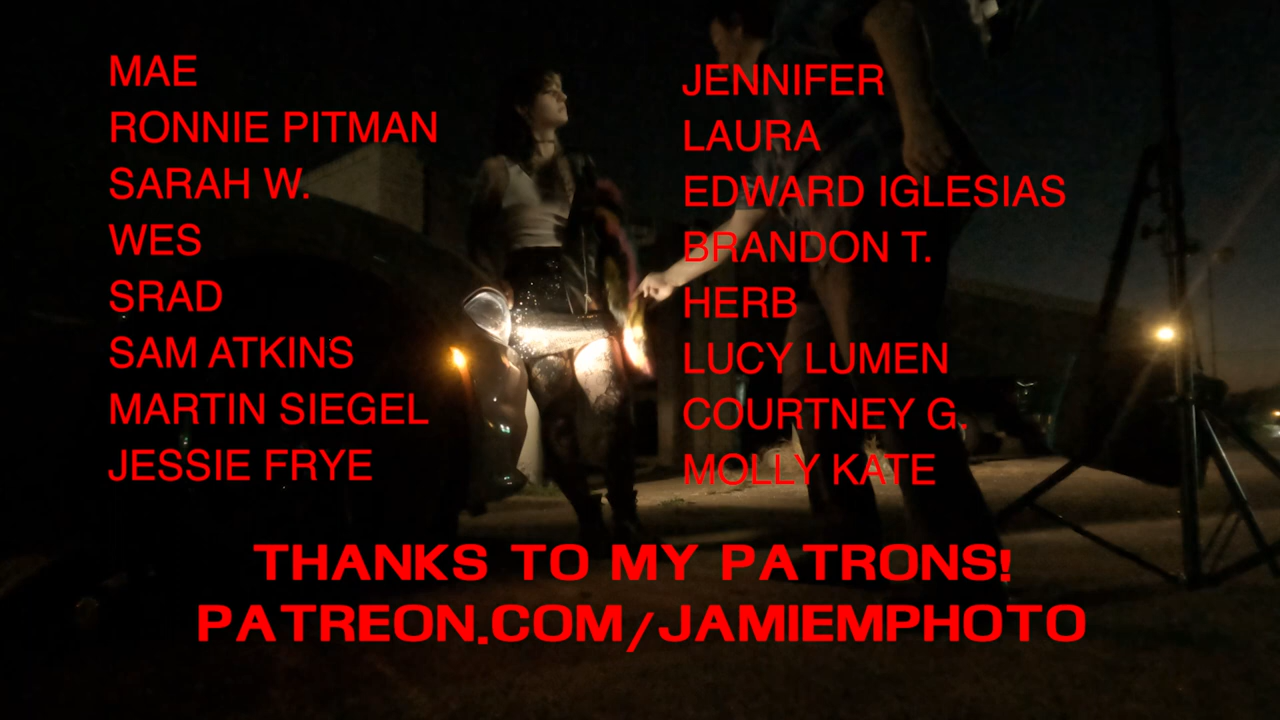 MAE
RONNIE PITMAN
SARAH W.
WES
SRAD
SAM ATKINS
MARTIN SIEGEL
JESSIE FRYE
JENNIFER
LAURA
EDWARD IGLESIAS
BRANDON T.
HERB
LUCY LUMEN
COURTNEY G.
MOLLY KATE
THANKS TO MY PATRONS!
PATREON.COM/JAMIEMPHOTO